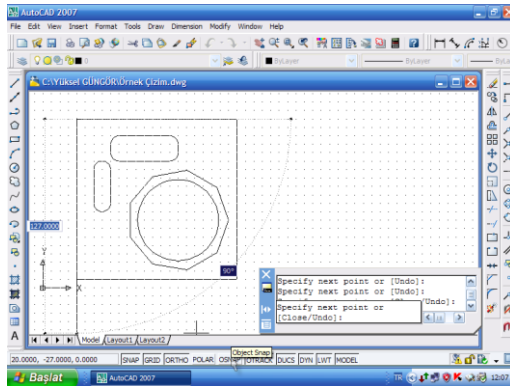 AutoCAD 2007
File Edit View Insert Format Tools Draw Dimension Modify Window Help
0 ByLayer ByLayer ByLa
C:\Yüksel GÜNGÖR\Örnek Çizim.dwg
127.0000
Y
X
90°
Specify next point or [Undo]:
Specify next point or [Undo]:
/Undo]:
Specify next point or
[Close/Undo]:
Model Layout1 Layout2
Object Snap
20.0000, -27.0000, 0.0000 SNAP GRID ORTHO POLAR OSNAP OTRACK DUCS DYN LWT MODEL
Başlat AutoCAD 2007 TR 12:07